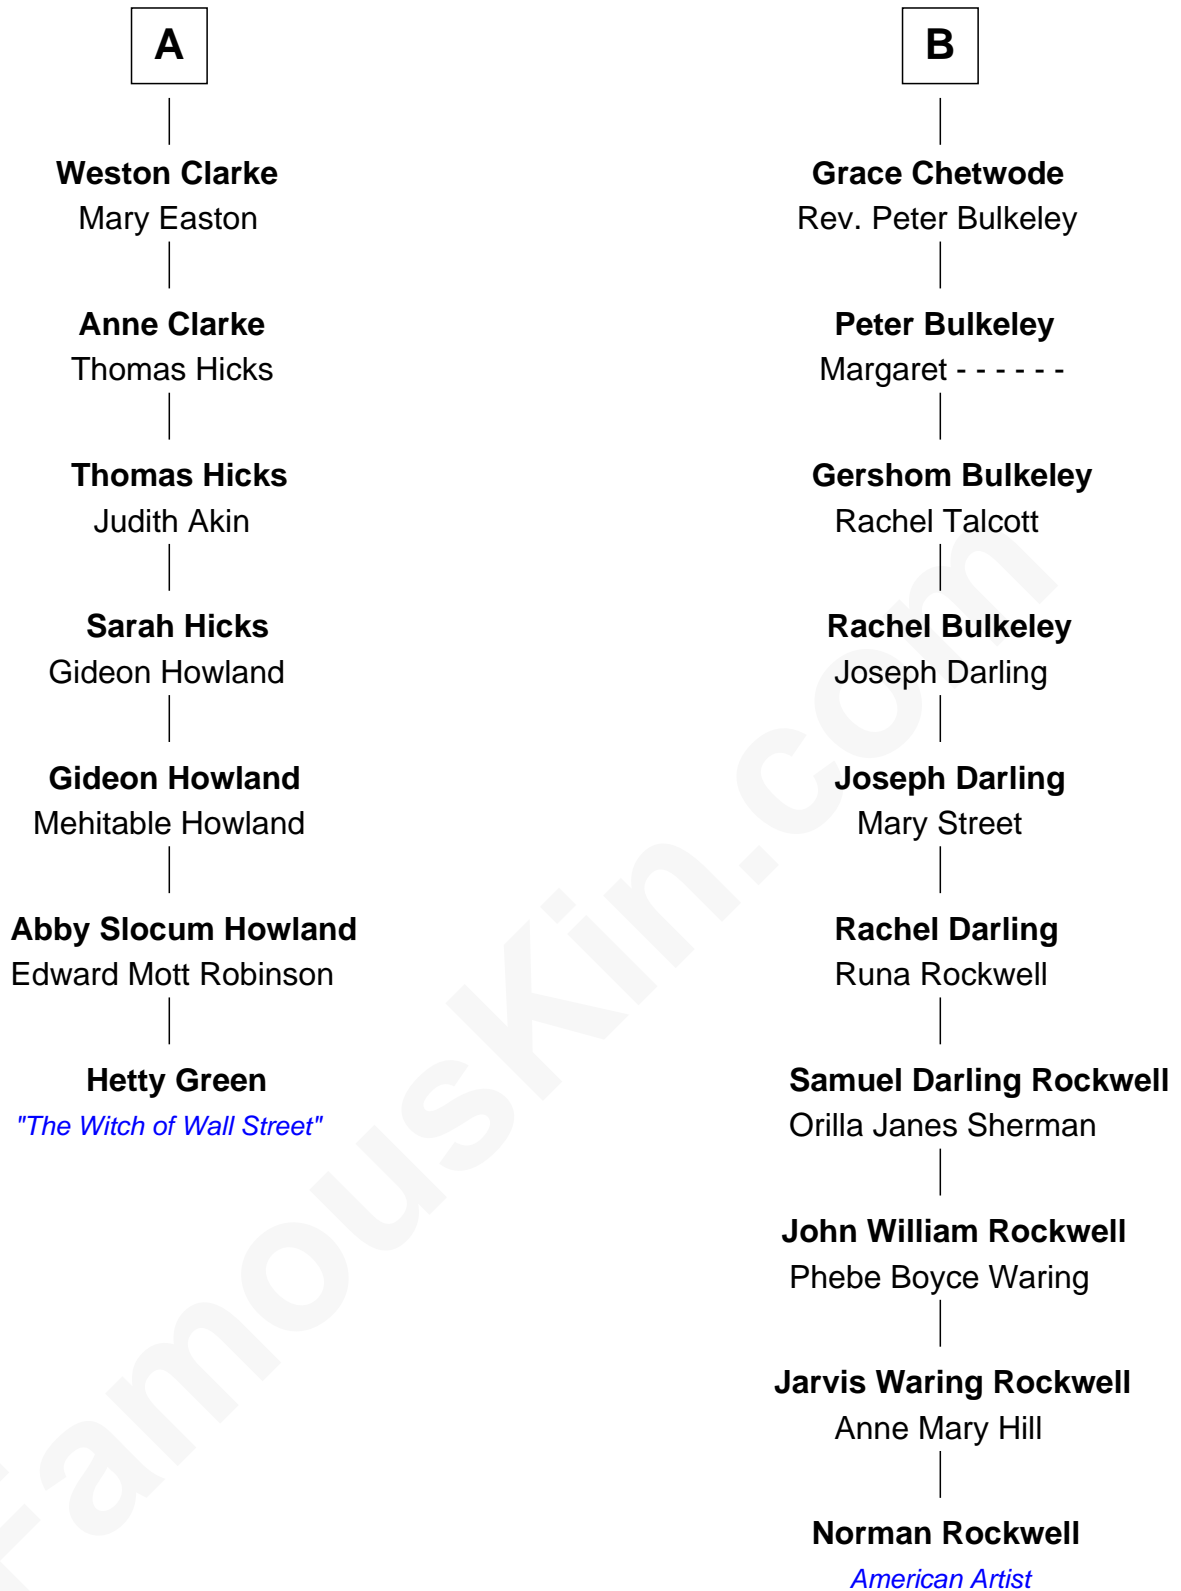 A
Weston Clarke
Mary Easton
Anne Clarke
Thomas Hicks
Thomas Hicks
Judith Akin
Sarah Hicks
Gideon Howland
Gideon Howland
Mehitable Howland
Abby Slocum Howland
Edward Mott Robinson
Hetty Green
"The Witch of Wall Street"
B
Grace Chetwode
Rev. Peter Bulkeley
Peter Bulkeley
Margaret - - - - - -
Gershom Bulkeley
Rachel Talcott
Rachel Bulkeley
Joseph Darling
Joseph Darling
Mary Street
Rachel Darling
Runa Rockwell
Samuel Darling Rockwell
Orilla Janes Sherman
John William Rockwell
Phebe Boyce Waring
Jarvis Waring Rockwell
Anne Mary Hill
Norman Rockwell
American Artist
FamousKin.com